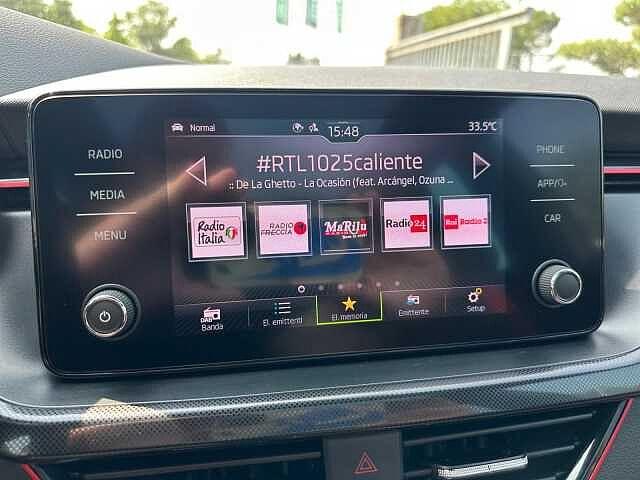 Normal
15:48
33.5°C
RADIO
MEDIA
MENU
PHONE
APP/
CAR
#RTL1025caliente
:: De La Ghetto - La Ocasión (feat. Arcángel, Ozuna ...
Radio Italia
RADIO FRECCIA
MaRiJu
Radio 24
Rai Radio 2
DAB
Banda
El. emittenti
El. memoria
Emittente
Setup